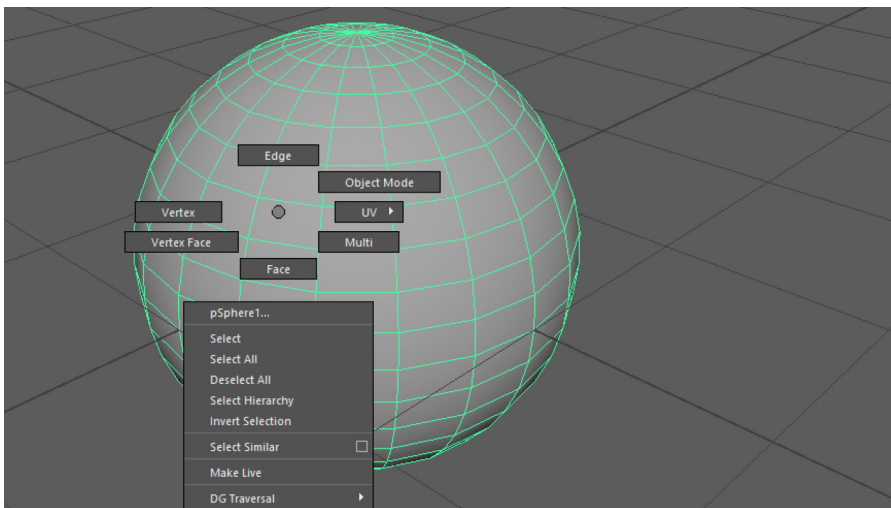 Edge
Object Mode
Vertex
UV
Vertex Face
Multi
Face
pSphere1...
Select
Select All
Deselect All
Select Hierarchy
Invert Selection
Select Similar
Make Live
DG Traversal